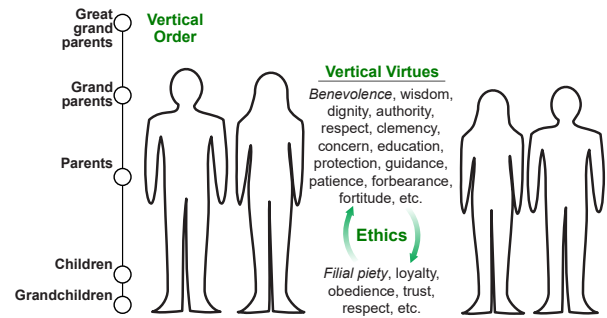 Great
grand
parents
Vertical
Order
Grand
parents
Parents
Children
Grandchildren
Vertical Virtues
Benevolence, wisdom,
dignity, authority,
respect, clemency,
concern, education,
protection, guidance,
patience, forbearance,
fortitude, etc.
Ethics
Filial piety, loyalty,
obedience, trust,
respect, etc.